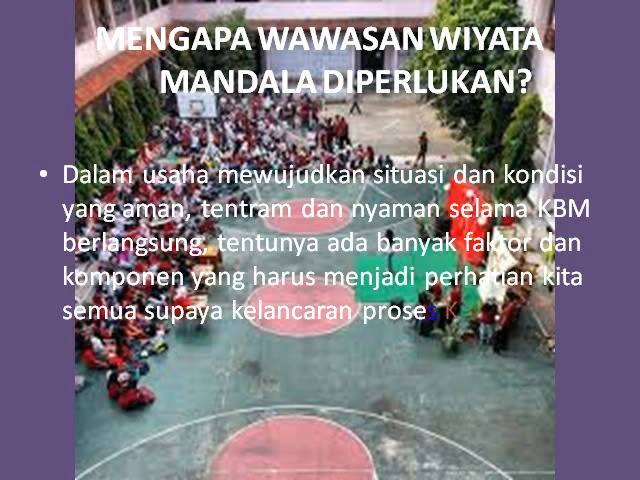 MENGAPA WAWASAN WIYATA
MANDALA DIPERLUKAN?
• Dalam usaha mewujudkan situasi dan kondisi
yang aman, tentram dan nyaman selama KBM
berlangsung, tentunya ada banyak faktor dan
komponen yang harus menjadi perhatian kita
semua supaya kelancaran proses K